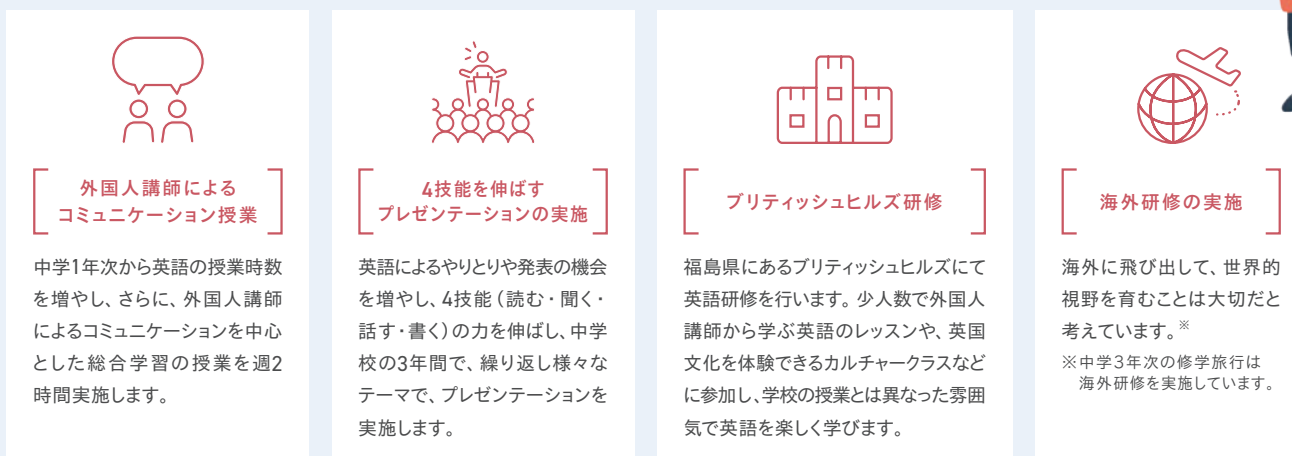 外国人講師による
コミュニケーション授業
中学1年次から英語の授業時数
を増やし、さらに、外国人講師
によるコミュニケーションを中心
とした総合学習の授業を週2
時間実施します。
4技能を伸ばす
プレゼンテーションの実施
英語によるやりとりや発表の機会
を増やし、4技能（読む・聞く・
話す・書く）の力を伸ばし、中学
校の3年間で、繰り返し様々な
テーマで、プレゼンテーションを
実施します。
ブリティッシュヒルズ研修
福島県にあるブリティッシュヒルズにて
英語研修を行います。少人数で外国人
講師から学ぶ英語のレッスンや、英国
文化を体験できるカルチャークラスなど
に参加し、学校の授業とは異なった雰囲
気で英語を楽しく学びます。
海外研修の実施
海外に飛び出して、世界的
視野を育むことは大切だと
考えています。※
※中学3年次の修学旅行は
海外研修を実施しています。